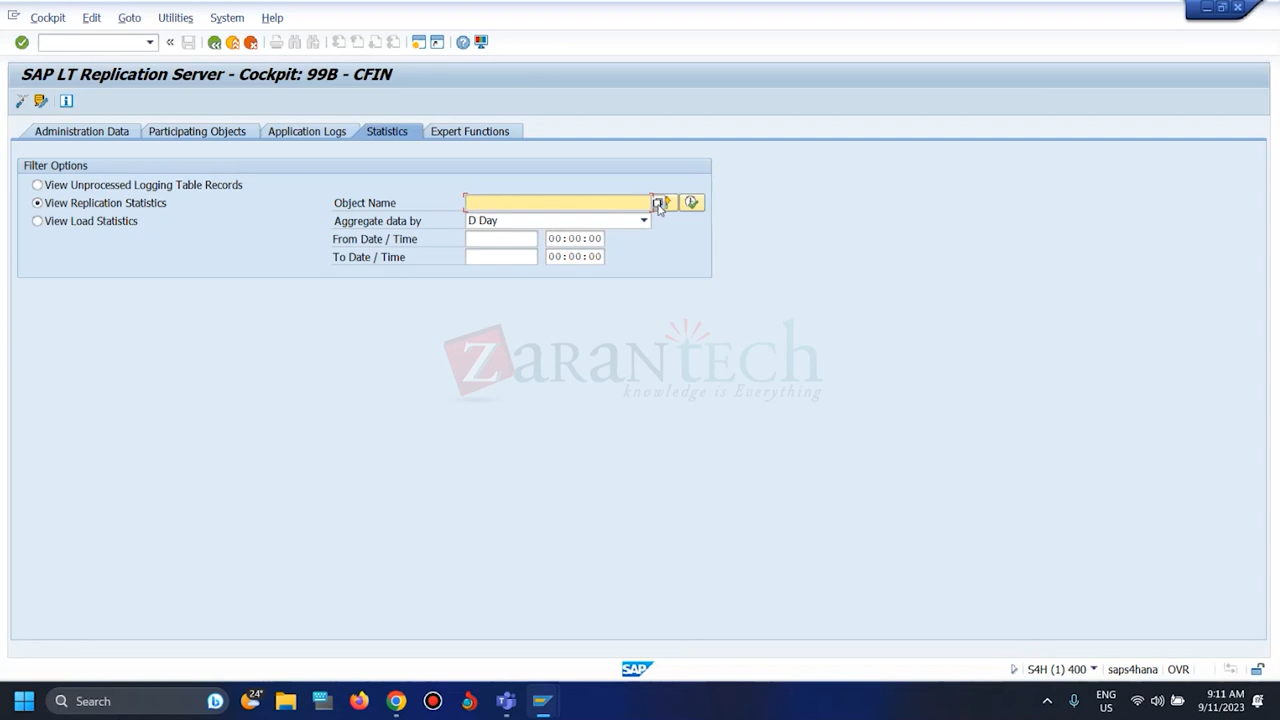 Cockpit Edit Goto Utilities System Help
SAP LT Replication Server - Cockpit: 99B - CFIN
Administration Data Participating Objects Application Logs Statistics Expert Functions
Filter Options
View Unprocessed Logging Table Records
View Replication Statistics Object Name
View Load Statistics Aggregate data by D Day
From Date / Time 00:00:00
To Date / Time 00:00:00
ZaranTech
knowledge is Everything
SAP S4H (1) 400 saps4hana OVR
Search 24° ENG 9:11 AM
US 9/11/2023